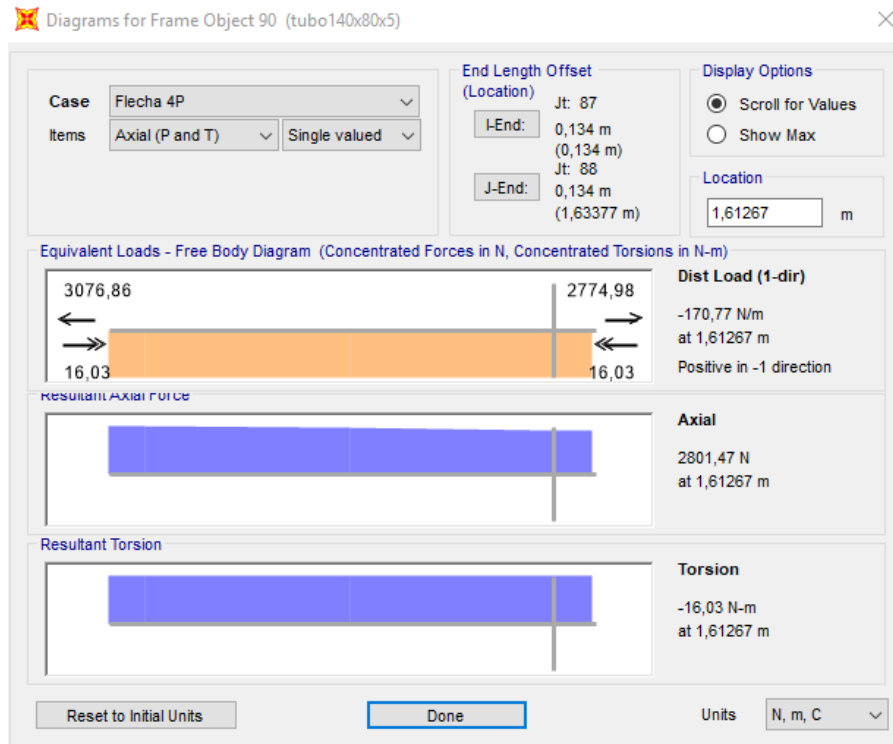 Diagrams for Frame Object 90 (tubo140x80x5)
Case Flecha 4P
Items Axial (P and T) Single valued
End Length Offset
(Location)
Jt: 87
I-End: 0,134 m
(0,134 m)
Jt: 88
J-End: 0,134 m
(1,63377 m)
Display Options
Scroll for Values
Show Max
Location
1,61267 m
Equivalent Loads - Free Body Diagram (Concentrated Forces in N, Concentrated Torsions in N-m)
3076,86 2774,98
16,03 16,03
Dist Load (1-dir)
-170,77 N/m
at 1,61267 m
Positive in -1 direction
Resultant Axial Force
Axial
2801,47 N
at 1,61267 m
Resultant Torsion
Torsion
-16,03 N-m
at 1,61267 m
Reset to Initial Units Done Units N, m, C